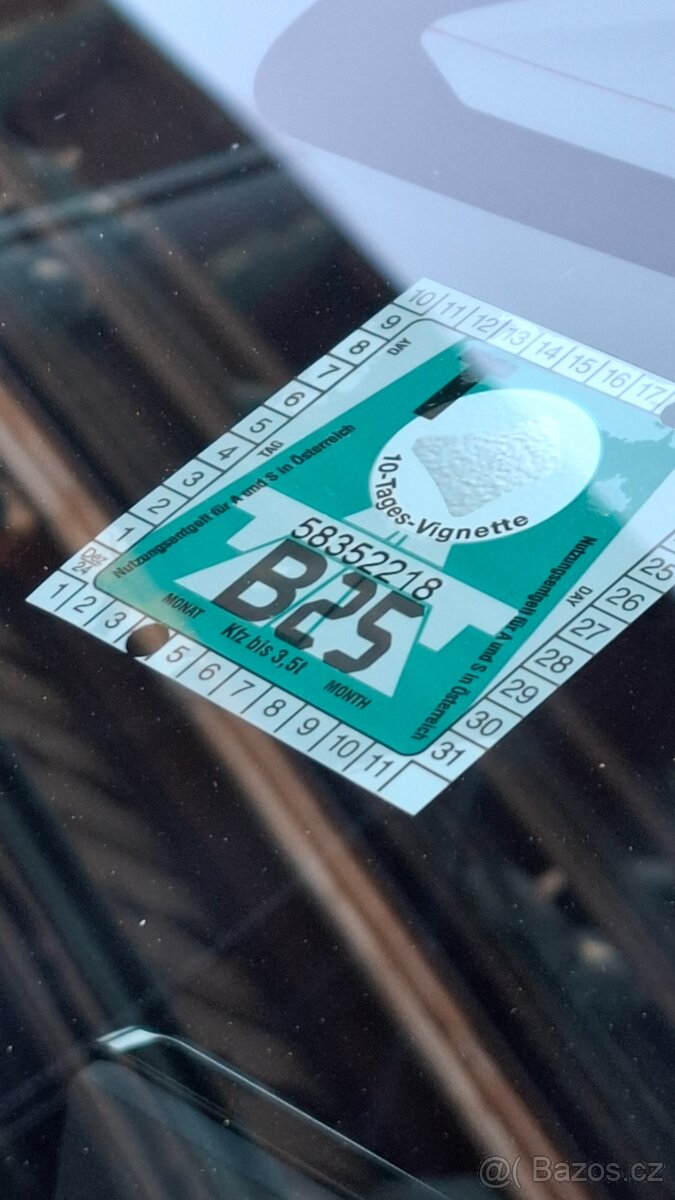 9 10 11 12 13 14 15 16 17
8
7
6
5
4
3
2
1
DAY
TAG
Nutzungsentgelt für A und S in Österreich
10-Tages-Vignette
58352218
B25
MONAT
Kfz bis 3,5t
MONTH
Nutzungsentgelt für A und S in Österreich
DAY
25
26
27
28
29
30
31
Dez 24
1 2 3 5 6 7 8 9 10 11
@( Bazos.cz